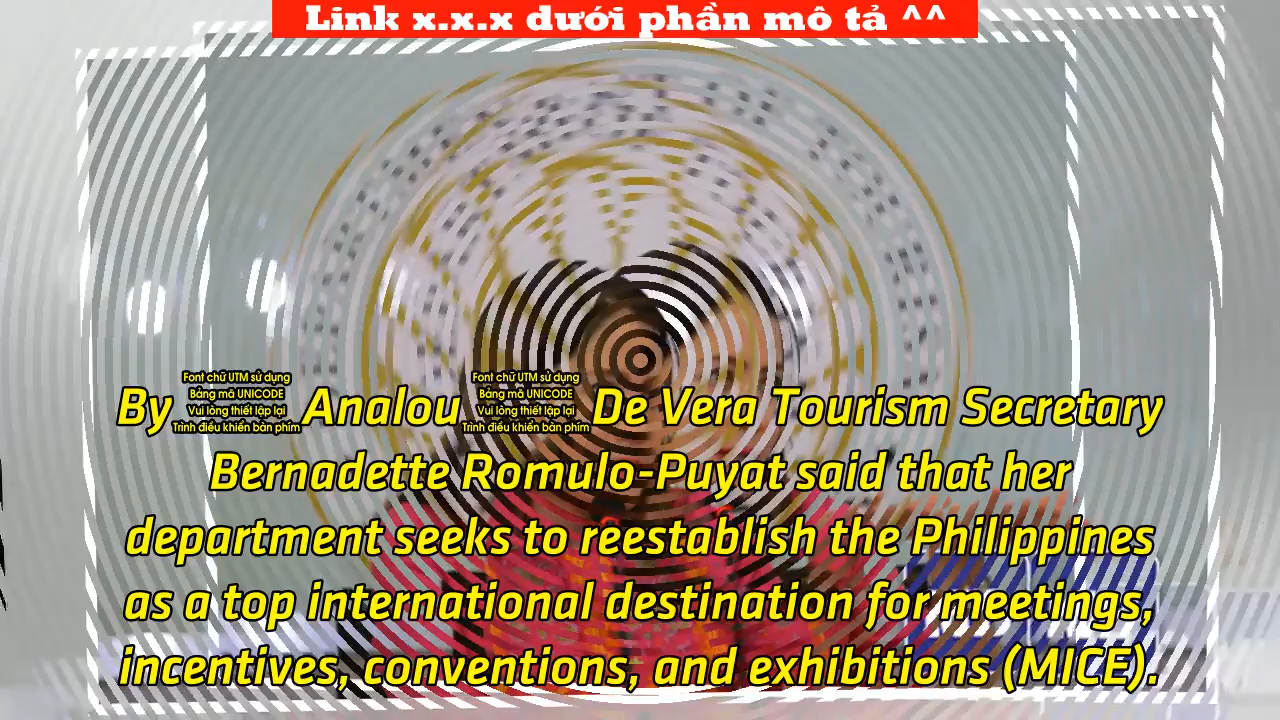 Link x.x.x dưới phần mô tả ^^
Font chữ UTM sử dụng
Bảng mã UNICODE
Vui lòng thiết lập lại
Trình điều khiển bàn phím
Font chữ UTM sử dụng
Bảng mã UNICODE
Vui lòng thiết lập lại
Trình điều khiển bàn phím
By Analou De Vera Tourism Secretary
Bernadette Romulo-Puyat said that her
department seeks to reestablish the Philippines
as a top international destination for meetings,
incentives, conventions, and exhibitions (MICE).